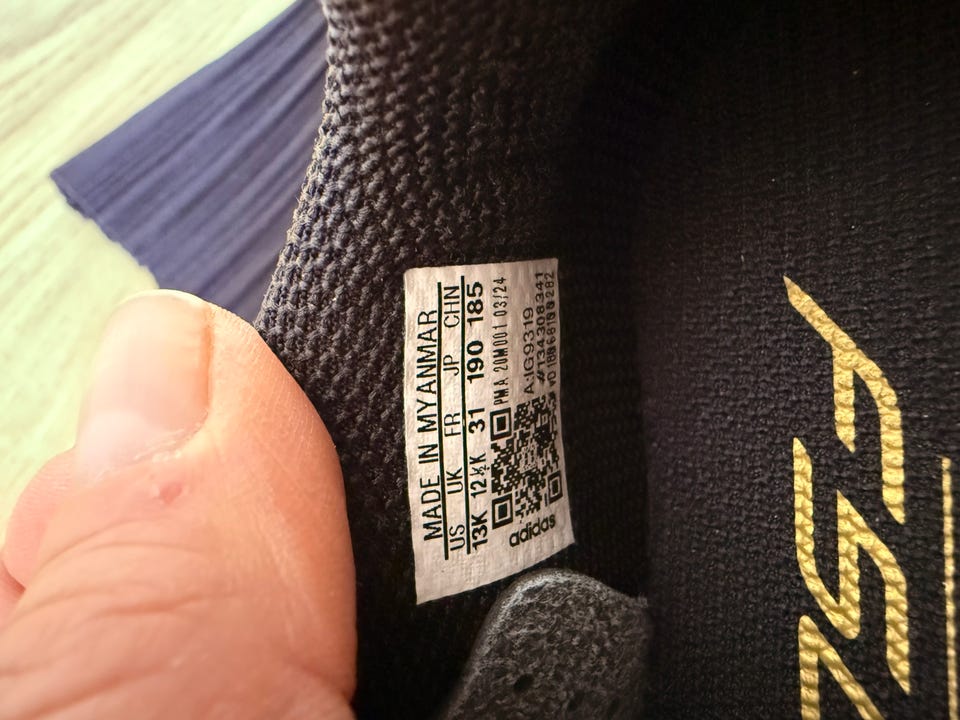 MADE IN MYANMAR
US UK FR JP CHN
13K 12½K 31 190 185
PMA 20M001 03/24
A:IG9319
#134308341
adidas